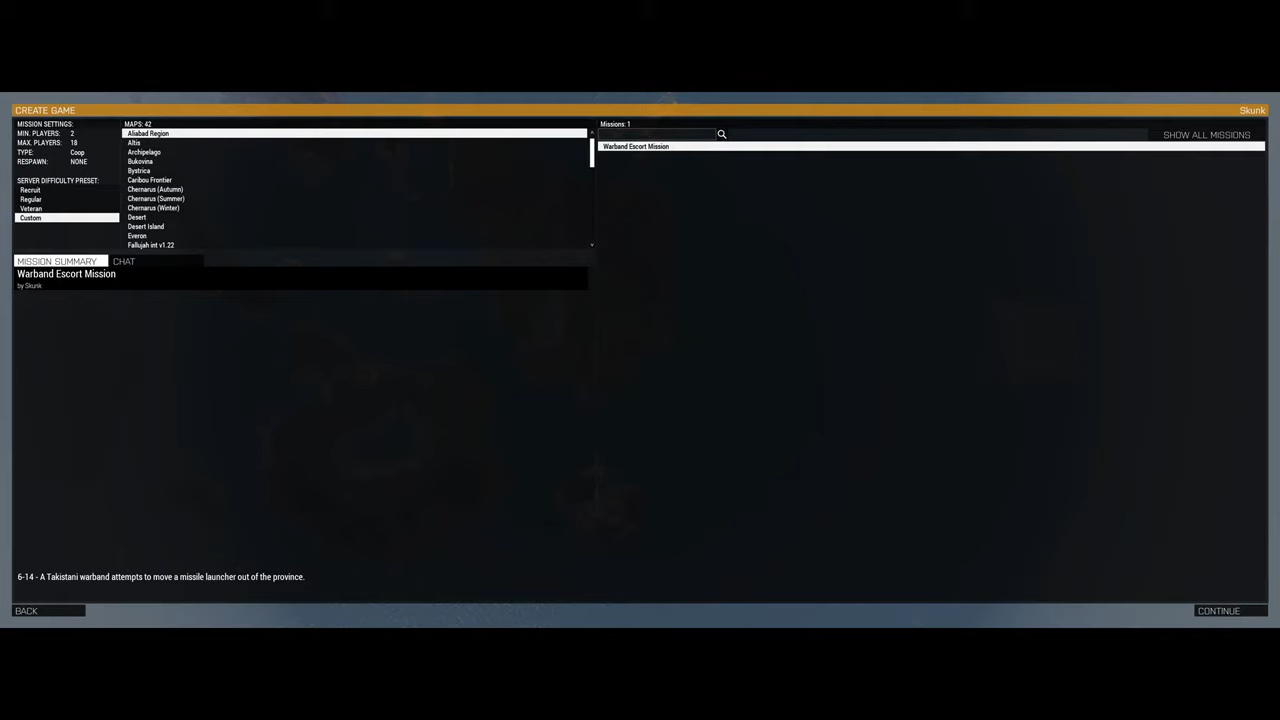 CREATE GAME
Skunk
MISSION SETTINGS:
MIN. PLAYERS: 2
MAX. PLAYERS: 18
TYPE: Coop
RESPAWN: NONE
SERVER DIFFICULTY PRESET:
Recruit
Regular
Veteran
Custom
MAPS: 42
Aliabad Region
Altis
Archipelago
Bukovina
Bystrica
Caribou Frontier
Chernarus (Autumn)
Chernarus (Summer)
Chernarus (Winter)
Desert
Desert Island
Everon
Fallujah int v1.22
Missions: 1
SHOW ALL MISSIONS
Warband Escort Mission
MISSION SUMMARY
CHAT
Warband Escort Mission
by Skunk
6-14 - A Takistani warband attempts to move a missile launcher out of the province.
BACK
CONTINUE